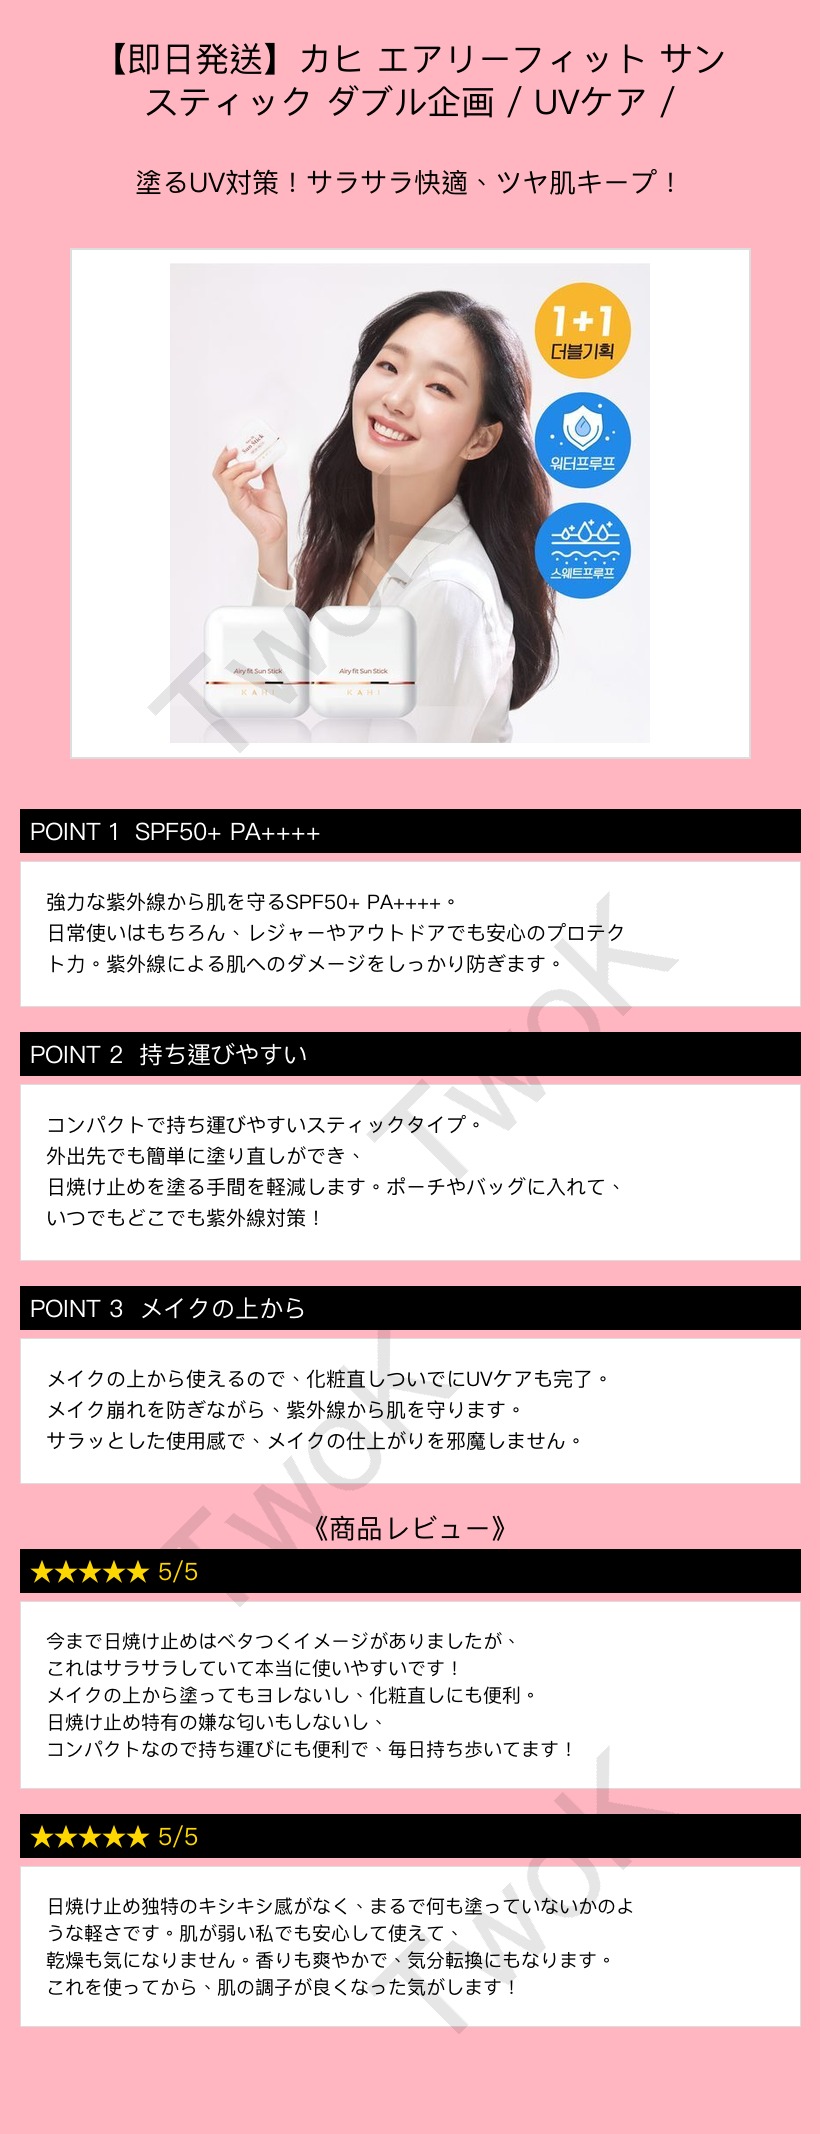 【即日発送】カヒ エアリーフィット サン
スティック ダブル企画 / UVケア /
塗るUV対策！サラサラ快適、ツヤ肌キープ！
1+1
더블기획
워터프루프
스웨트프루프
Sun Stick
Airy fit Sun Stick
KAHI
Airy fit Sun Stick
KAHI
TwoK
POINT 1 SPF50+ PA++++
強力な紫外線から肌を守るSPF50+ PA++++。
日常使いはもちろん、レジャーやアウトドアでも安心のプロテク
ト力。紫外線による肌へのダメージをしっかり防ぎます。
TwoK
POINT 2 持ち運びやすい
コンパクトで持ち運びやすいスティックタイプ。
外出先でも簡単に塗り直しができ、
日焼け止めを塗る手間を軽減します。ポーチやバッグに入れて、
いつでもどこでも紫外線対策！
POINT 3 メイクの上から
メイクの上から使えるので、化粧直しついでにUVケアも完了。
メイク崩れを防ぎながら、紫外線から肌を守ります。
サラッとした使用感で、メイクの仕上がりを邪魔しません。
TwoK
《商品レビュー》
★★★★★ 5/5
今まで日焼け止めはベタつくイメージがありましたが、
これはサラサラしていて本当に使いやすいです！
メイクの上から塗ってもヨレないし、化粧直しにも便利。
日焼け止め特有の嫌な匂いもしないし、
コンパクトなので持ち運びにも便利で、毎日持ち歩いてます！
★★★★★ 5/5
日焼け止め独特のキシキシ感がなく、まるで何も塗っていないかのよ
うな軽さです。肌が弱い私でも安心して使えて、
乾燥も気になりません。香りも爽やかで、気分転換にもなります。
これを使ってから、肌の調子が良くなった気がします！
TwoK